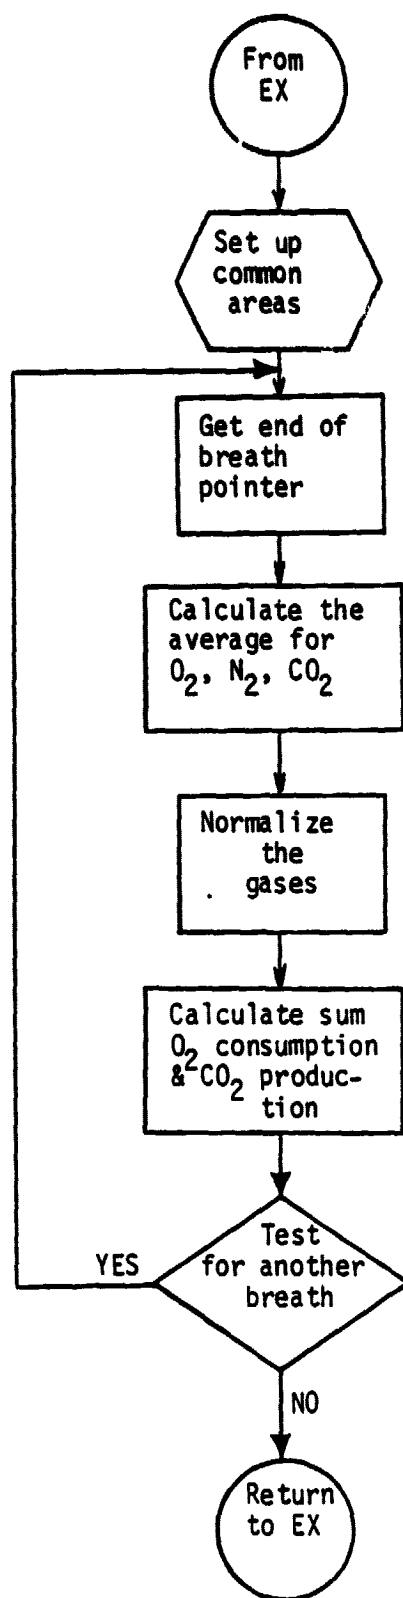 From
EX
Set up
common
areas
Get end of
breath
pointer
Calculate the
average for
O2, N2, CO2
Normalize
the
gases
Calculate sum
O2 consumption
& CO2 produc-
tion
Test
for another
breath
YES
NO
Return
to EX